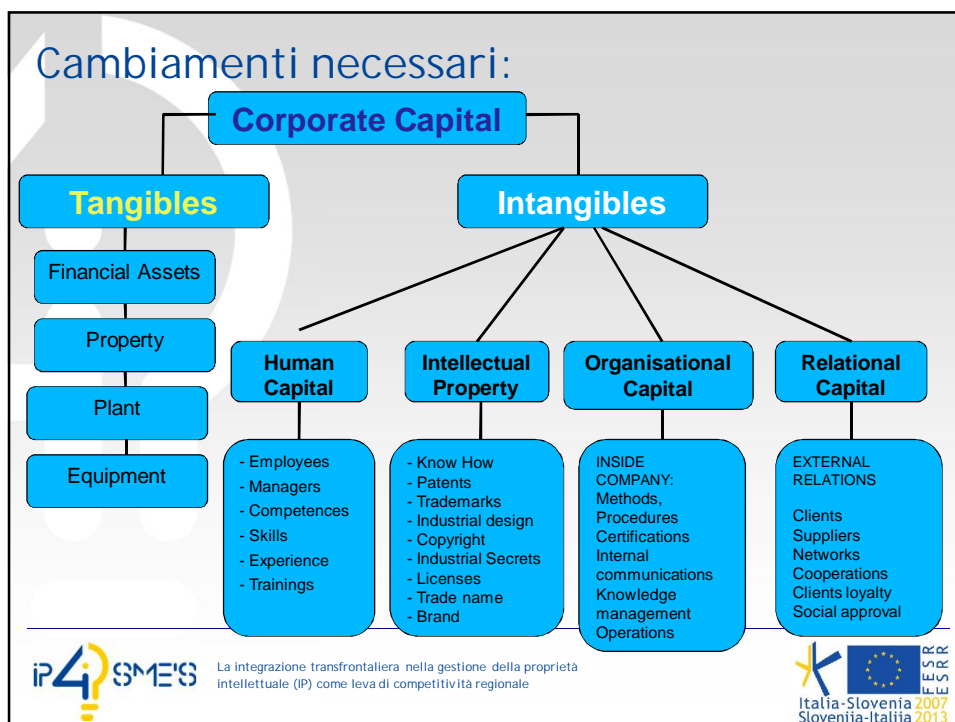 Cambiamenti necessari:
Corporate Capital
Tangibles
Intangibles
Financial Assets
Property
Plant
Equipment
Human
Capital
Intellectual
Property
Organisational
Capital
Relational
Capital
- Employees
- Managers
- Competences
- Skills
- Experience
- Trainings
- Know How
- Patents
- Trademarks
- Industrial design
- Copyright
- Industrial Secrets
- Licenses
- Trade name
- Brand
INSIDE
COMPANY:
Methods,
Procedures
Certifications
Internal
communications
Knowledge
management
Operations
EXTERNAL
RELATIONS
Clients
Suppliers
Networks
Cooperations
Clients loyalty
Social approval
iP4SME'S
La integrazione transfrontaliera nella gestione della proprietà
intellettuale (IP) come leva di competitività regionale
FESR
FESRR
Italia-Slovenia 2007
Slovenija-Italija 2013